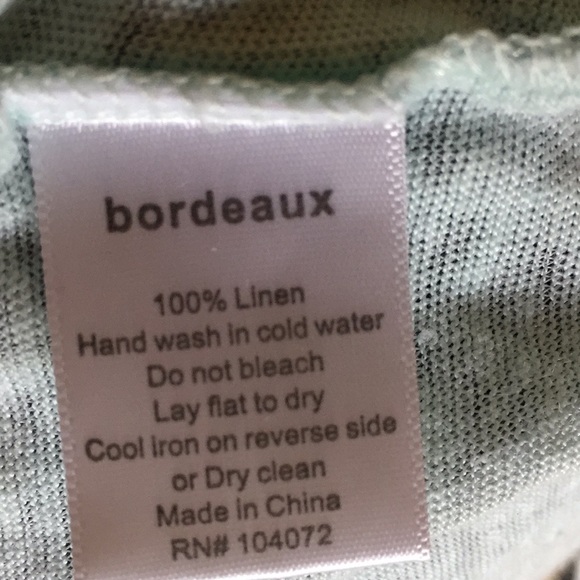 bordeaux
100% Linen
Hand wash in cold water
Do not bleach
Lay flat to dry
Cool Iron on reverse side
or Dry clean
Made in China
RN# 104072